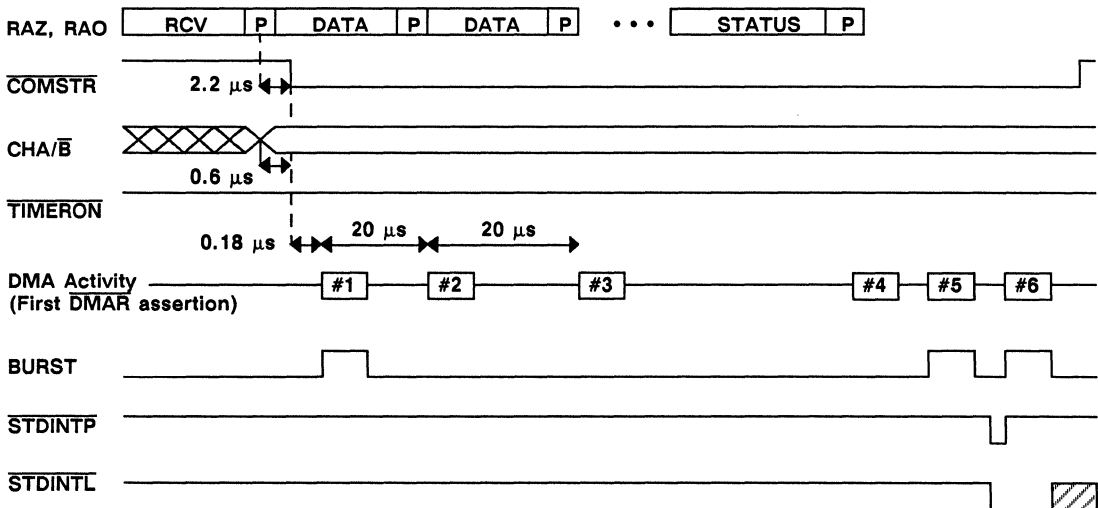 RAZ, RAO RCV P DATA P DATA P • • • STATUS P
COMSTR 2.2 μs
CHA/B
0.6 μs
TIMERON
0.18 μs 20 μs 20 μs
DMA Activity #1 #2 #3 #4 #5 #6
(First DMAR assertion)
BURST
STDINTP
STDINTL